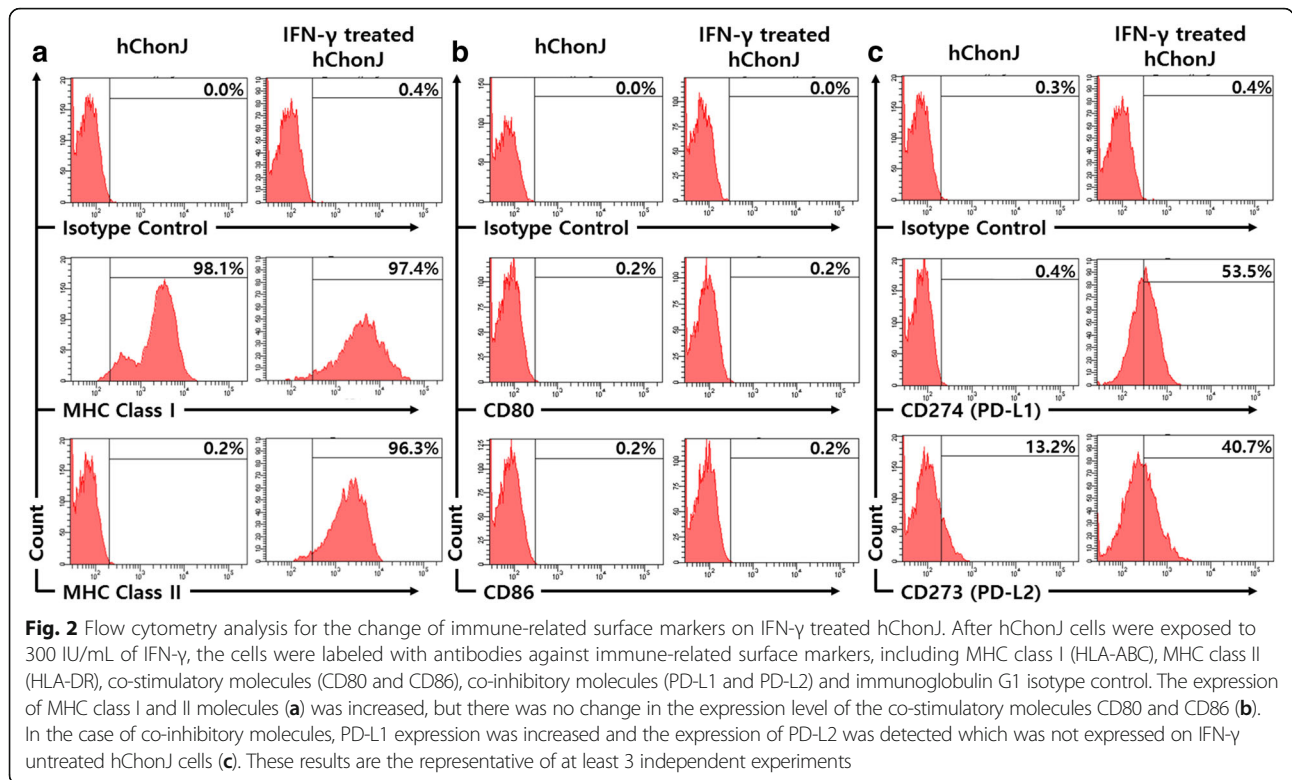 a
hChonJ
IFN-γ treated
hChonJ
0.0%
0.4%
Isotype Control
98.1%
97.4%
MHC Class I
0.2%
96.3%
MHC Class II
Count
b
hChonJ
IFN-γ treated
hChonJ
0.0%
0.0%
Isotype Control
0.2%
0.2%
CD80
0.2%
0.2%
CD86
Count
c
hChonJ
IFN-γ treated
hChonJ
0.3%
0.4%
Isotype Control
0.4%
53.5%
CD274 (PD-L1)
13.2%
40.7%
CD273 (PD-L2)
Count
Fig. 2 Flow cytometry analysis for the change of immune-related surface markers on IFN-γ treated hChonJ. After hChonJ cells were exposed to
300 IU/mL of IFN-γ, the cells were labeled with antibodies against immune-related surface markers, including MHC class I (HLA-ABC), MHC class II
(HLA-DR), co-stimulatory molecules (CD80 and CD86), co-inhibitory molecules (PD-L1 and PD-L2) and immunoglobulin G1 isotype control. The expression
of MHC class I and II molecules (a) was increased, but there was no change in the expression level of the co-stimulatory molecules CD80 and CD86 (b).
In the case of co-inhibitory molecules, PD-L1 expression was increased and the expression of PD-L2 was detected which was not expressed on IFN-γ
untreated hChonJ cells (c). These results are the representative of at least 3 independent experiments